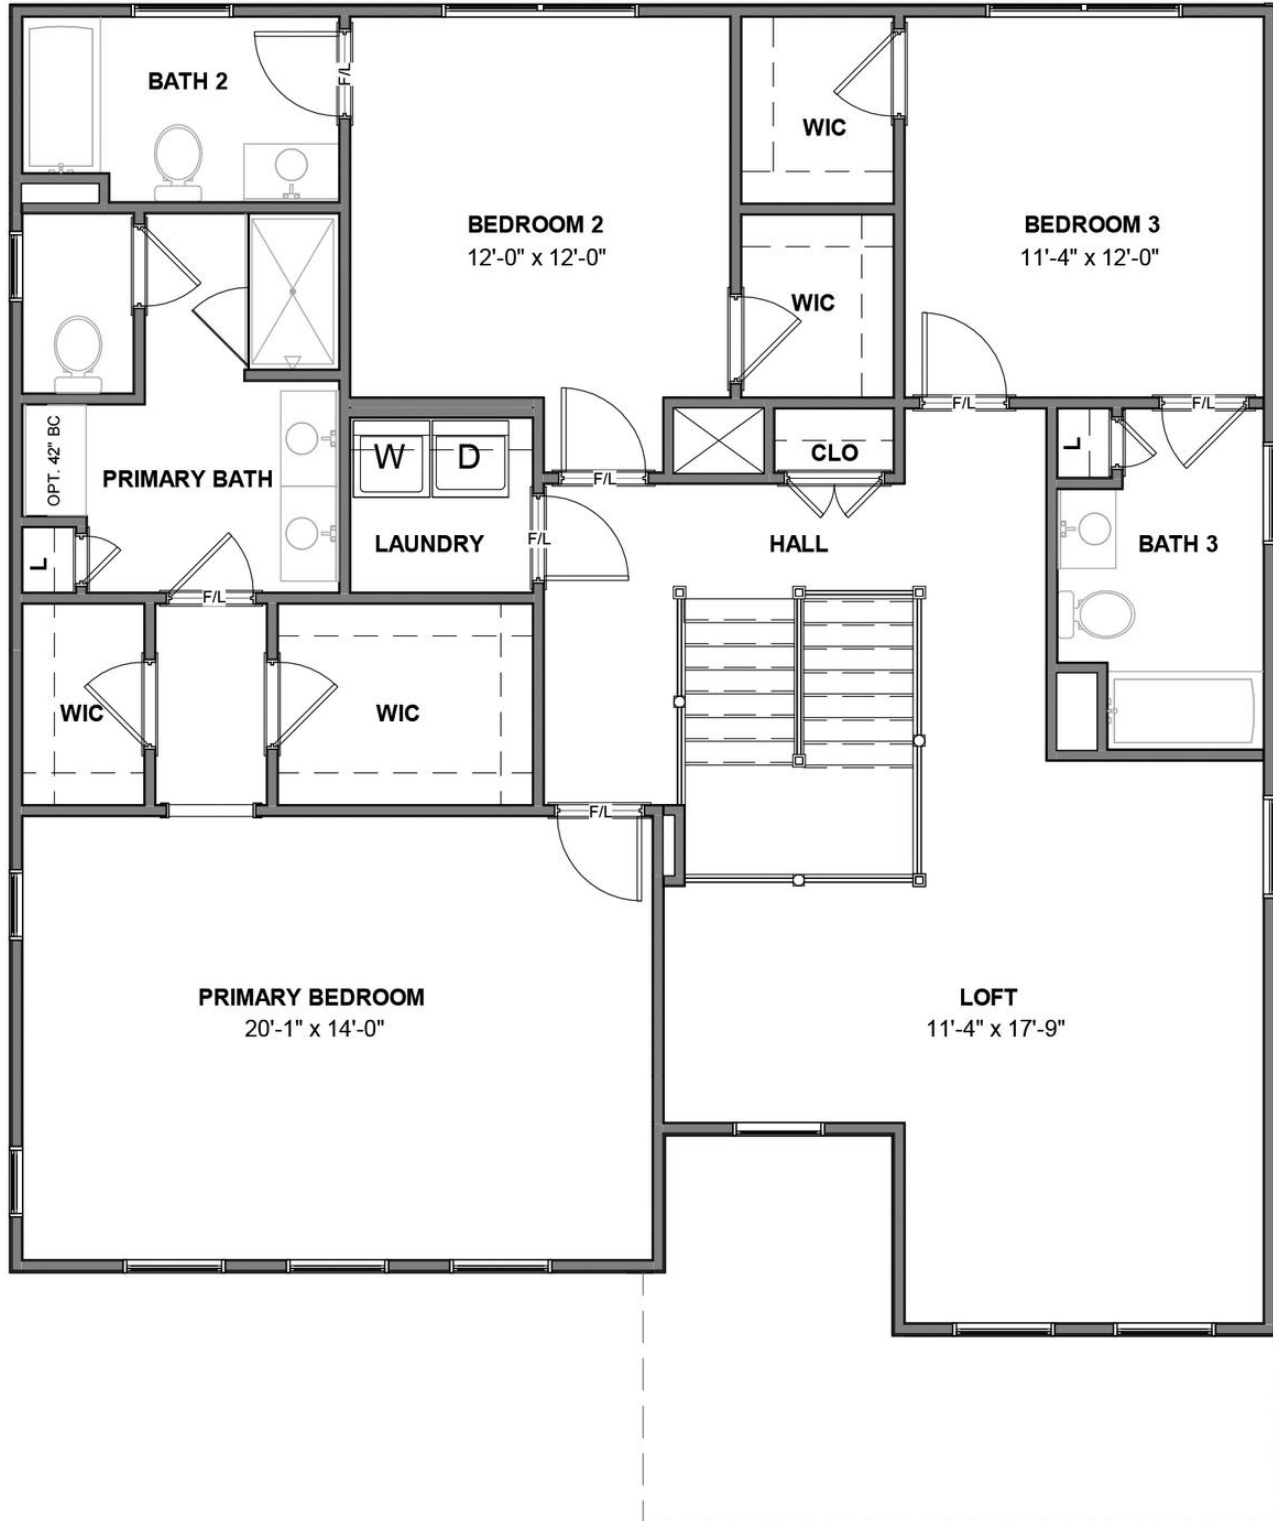 BATH 2
F/L
WIC
BEDROOM 2
12'-0" x 12'-0"
BEDROOM 3
11'-4" x 12'-0"
WIC
F/L
F/L
OPT. 42" BC
W
D
CLO
L
PRIMARY BATH
F/L
LAUNDRY
F/L
HALL
BATH 3
L
F/L
WIC
WIC
F/L
PRIMARY BEDROOM
20'-1" x 14'-0"
LOFT
11'-4" x 17'-9"